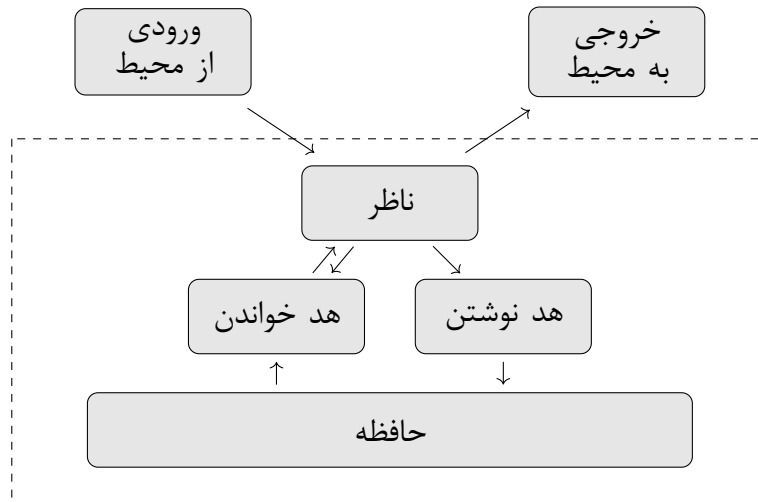 خروجی
به محیط
ورودی
از محیط
ناظر
هد نوشتن
هد خواندن
حافظه